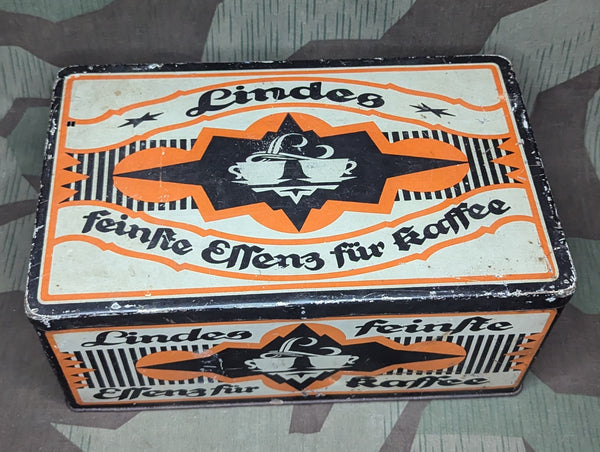 Lindes
feinste Essenz für Kaffee
Lindes feinste
Essenz für Kaffee